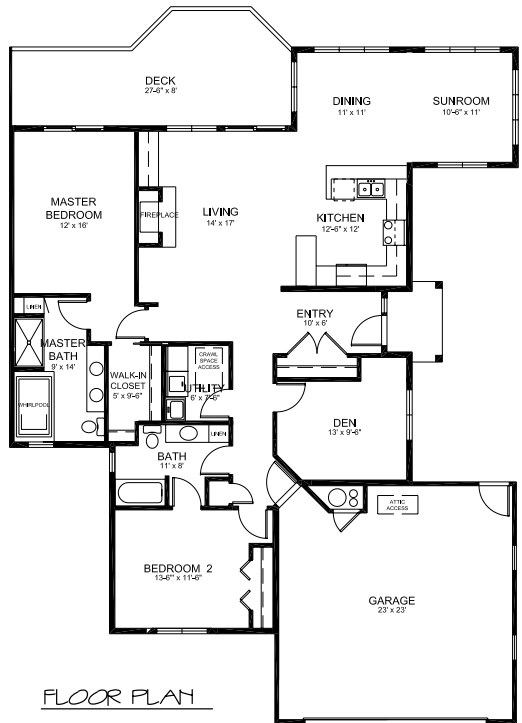 DECK
27'-6" x 8'
DINING
11' x 11'
SUNROOM
10'-6" x 11'
MASTER
BEDROOM
12' x 16'
FIREPLACE
LIVING
14' x 17'
KITCHEN
12'-6" x 12'
LINEN
ENTRY
10' x 6'
MASTER
BATH
9' x 14'
WALK-IN
CLOSET
5' x 9'-6"
CRAWL
SPACE
ACCESS
UTILITY
6' x 7'-6"
WHIRLPOOL
DEN
13' x 9'-6"
LINEN
BATH
11' x 8'
ATTIC
ACCESS
BEDROOM 2
13'-6" x 11'-6"
GARAGE
23' x 23'
FLOOR PLAN